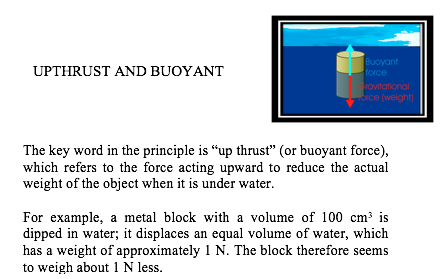 Buoyant
force
Gravitational
force (weight)
UPTHRUST AND BUOYANT
The key word in the principle is “up thrust” (or buoyant force),
which refers to the force acting upward to reduce the actual
weight of the object when it is under water.
For example, a metal block with a volume of 100 cm³ is
dipped in water; it displaces an equal volume of water, which
has a weight of approximately 1 N. The block therefore seems
to weigh about 1 N less.